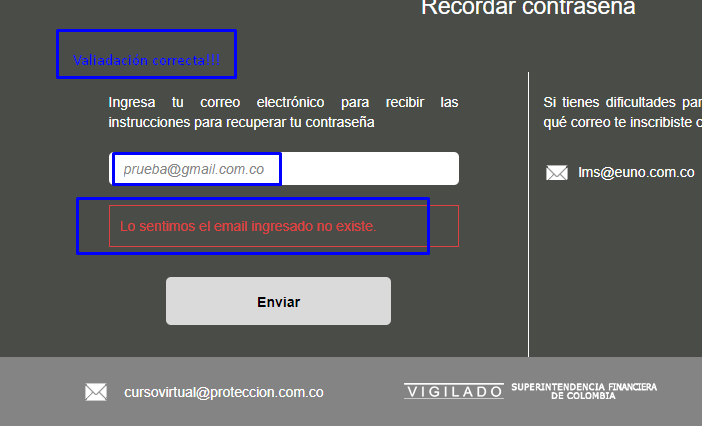 Recordar contraseña
Valiadación correcta!!!
Ingresa tu correo electrónico para recibir las
instrucciones para recuperar tu contraseña
prueba@gmail.com.co
Lo sentimos el email ingresado no existe.
Enviar
Si tienes dificultades par
qué correo te inscribiste c
lms@euno.com.co
cursovirtual@proteccion.com.co
VIGILADO
SUPERINTENDENCIA FINANCIERA
DE COLOMBIA